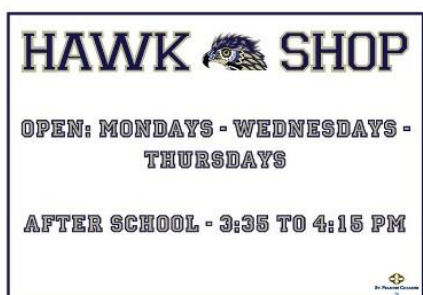 HAWK SHOP
OPEN: MONDAYS - WEDNESDAYS -
THURSDAYS
AFTER SCHOOL - 3:35 TO 4:15 PM